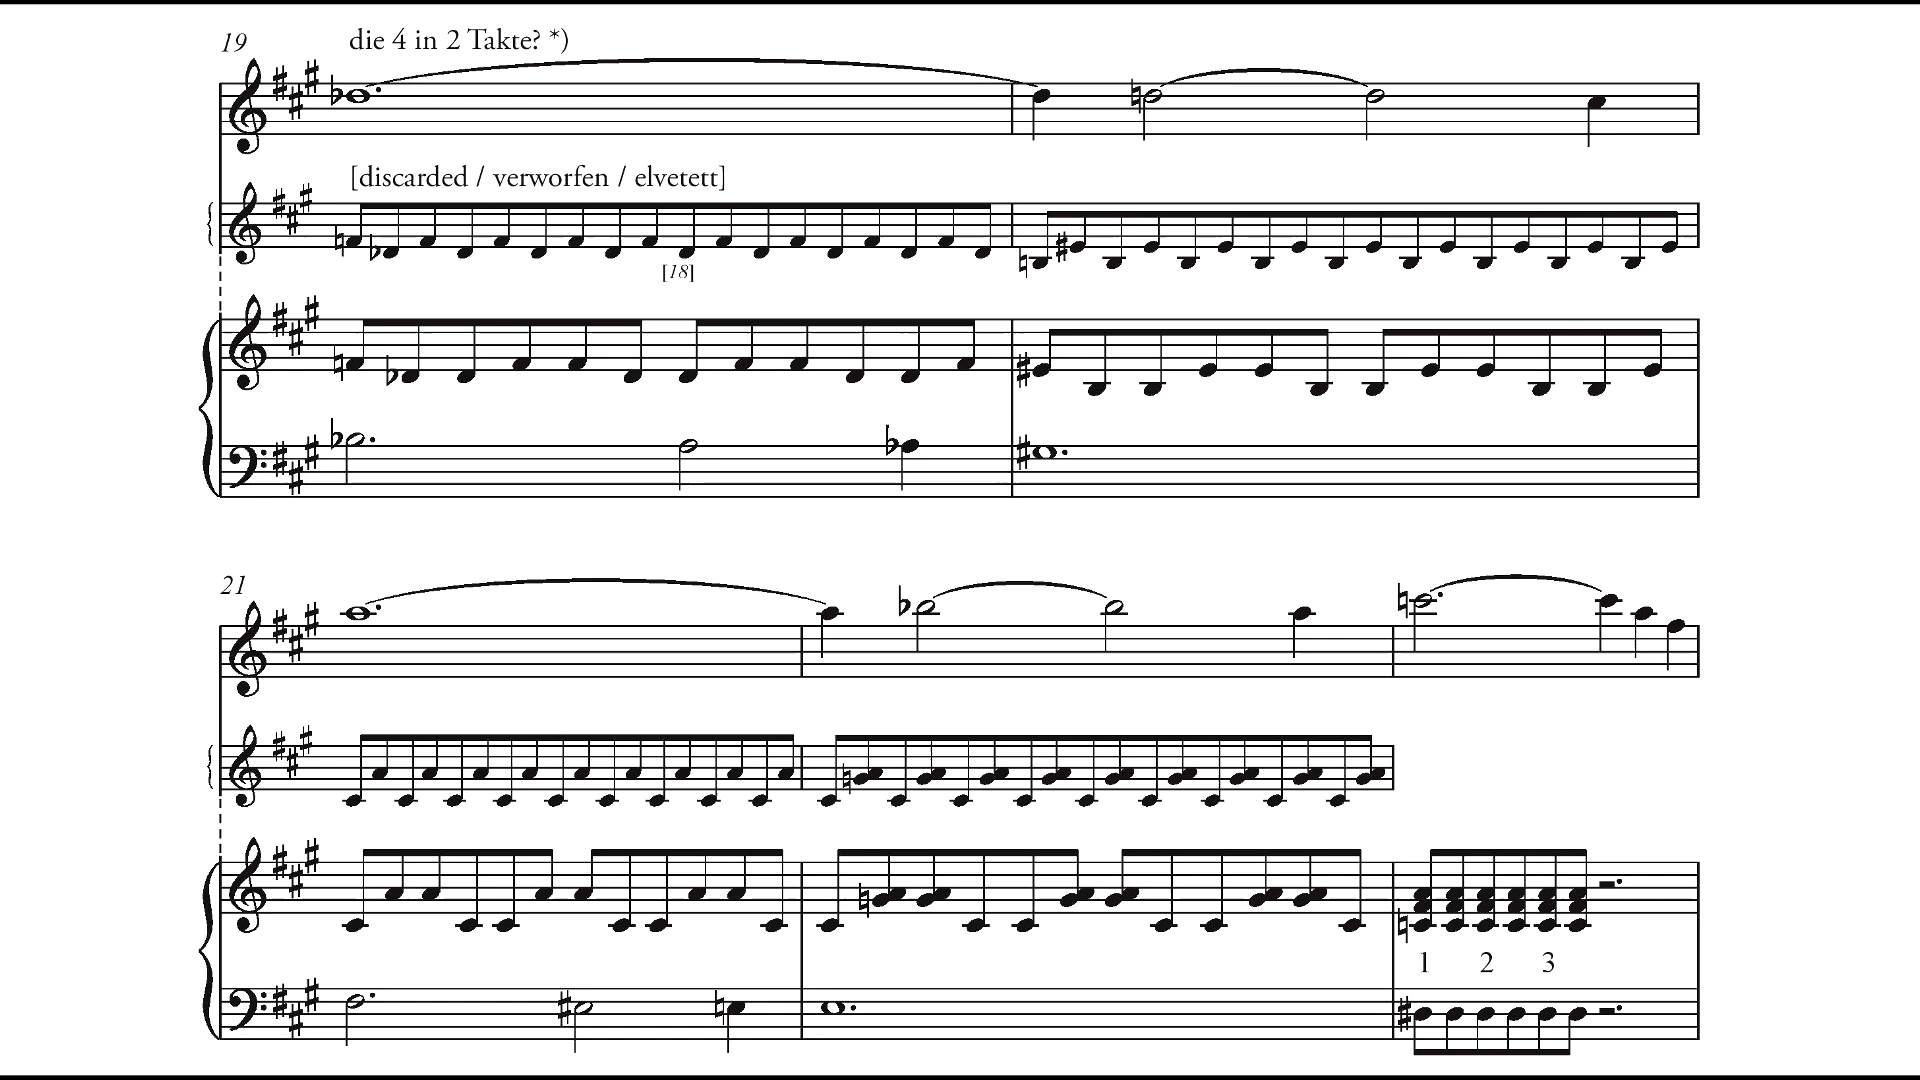 19
die 4 in 2 Takte? *)
[discarded / verworfen / elvetett]
[18]
21
1 2 3